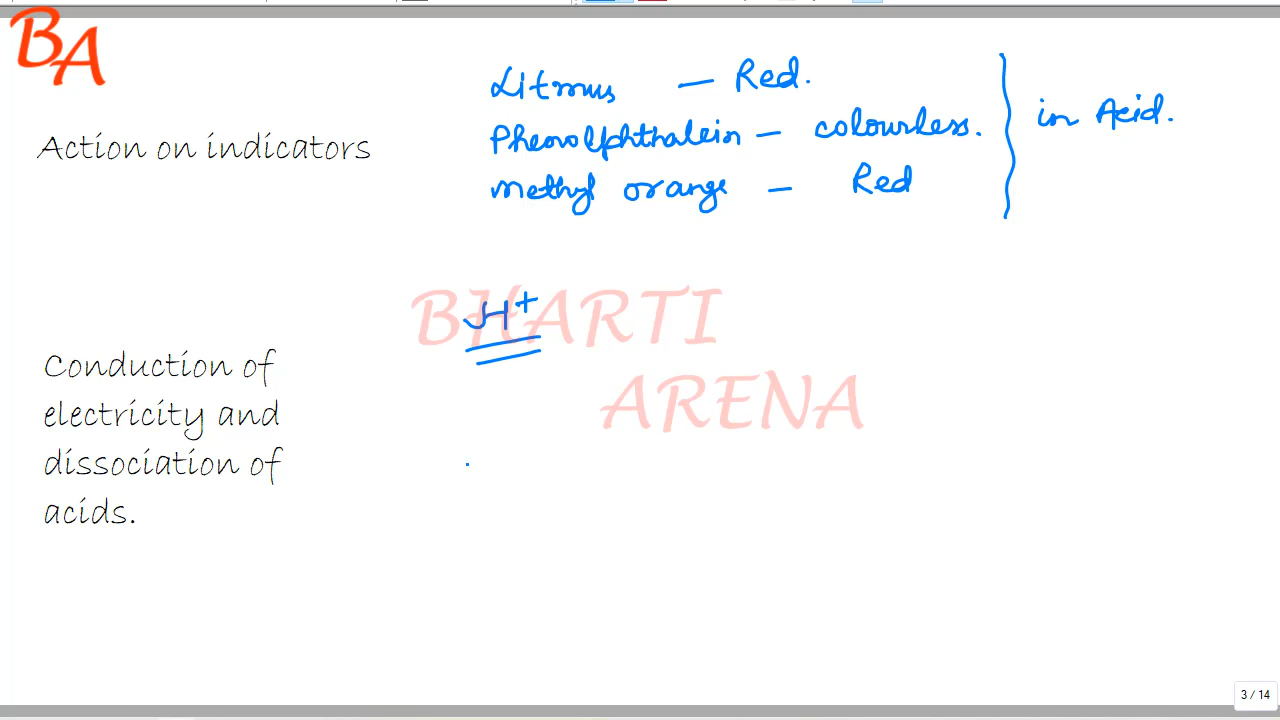 BA
Litmus — Red.
Phenolphthalein — colourless.
Methyl orange — Red
in Acid.
Action on indicators
H+
BHARTI
ARENA
Conduction of
electricity and
dissociation of
acids.
3 / 14